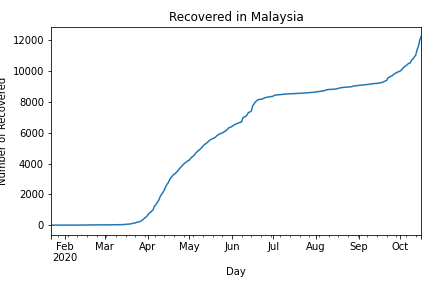 Recovered in Malaysia
Number of Recovered
12000
10000
8000
6000
4000
2000
0
Feb
2020
Mar
Apr
May
Jun
Jul
Aug
Sep
Oct
Day